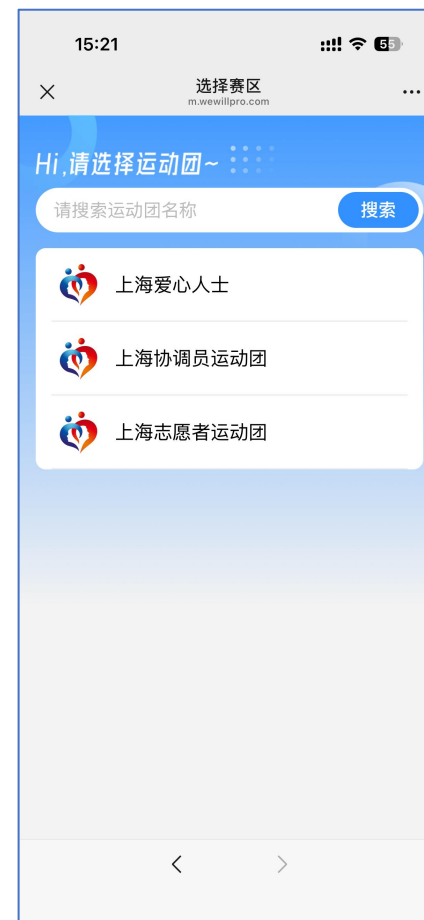 15:21
55
选择赛区
m.wewillpro.com
Hi,请选择运动团~
请搜索运动团名称
搜索
上海爱心人士
上海协调员运动团
上海志愿者运动团